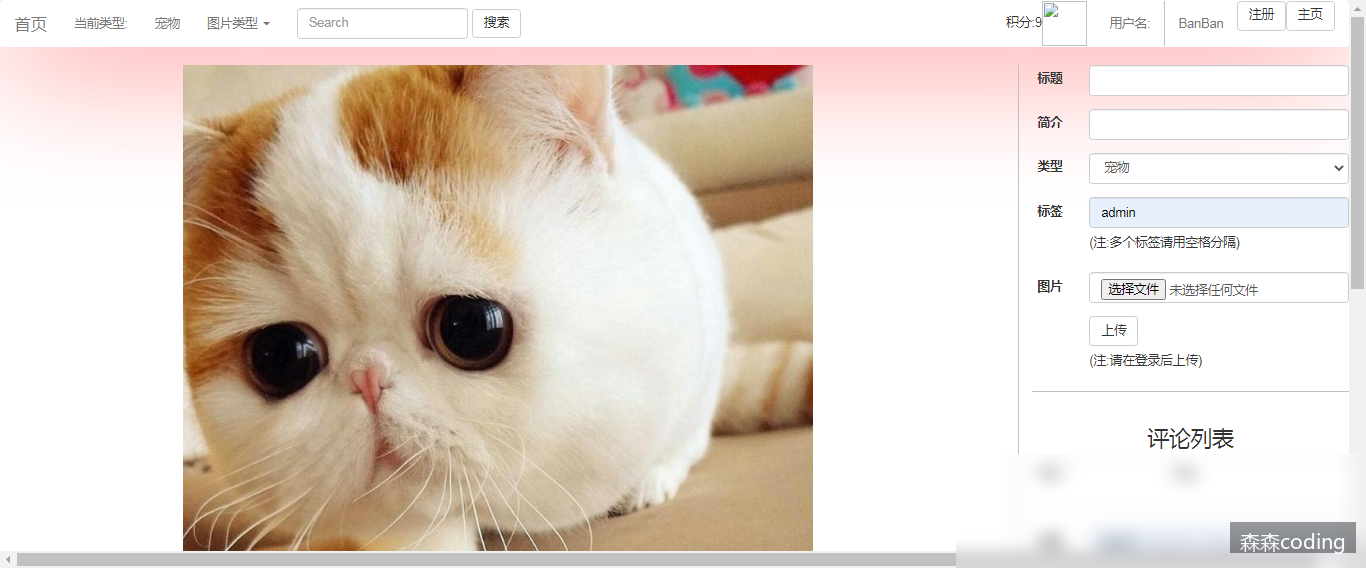 首页 当前类型: 宠物 图片类型 Search 搜索 积分:9 用户名: BanBan 注册 主页
标题
简介
类型 宠物
标签 admin
(注:多个标签请用空格分隔)
图片 选择文件 未选择任何文件
上传
(注:请在登录后上传)
评论列表
森森coding